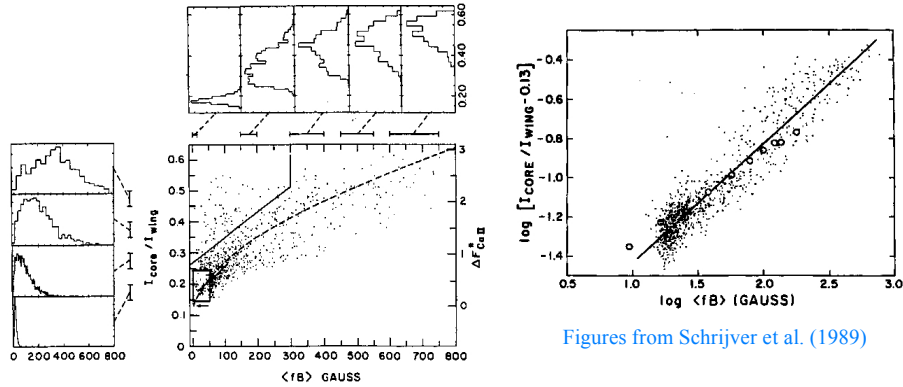 0.60
0.40
0.20
0.6
0.5
0.4
0.3
0.2
0.1
0
I core / I wing
3
2
1
0
ΔF*CaII
0 200 400 600 800
0 100 200 300 400 500 600 700 800
<fB> GAUSS
-0.4
-0.6
-0.8
-1.0
-1.2
-1.4
log [I CORE / I WING -0.13]
0.5 1.0 1.5 2.0 2.5 3.0
log <fB> (GAUSS)
Figures from Schrijver et al. (1989)